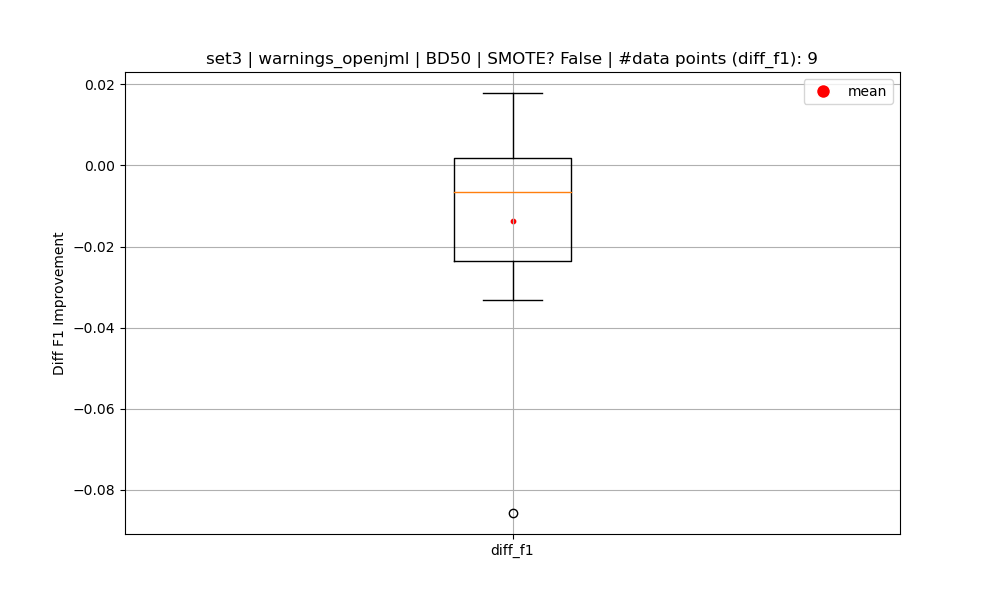 set3 | warnings_openjml | BD50 | SMOTE? False | #data points (diff_f1): 9
mean
0.02
0.00
−0.02
−0.04
−0.06
−0.08
Diff F1 Improvement
diff_f1